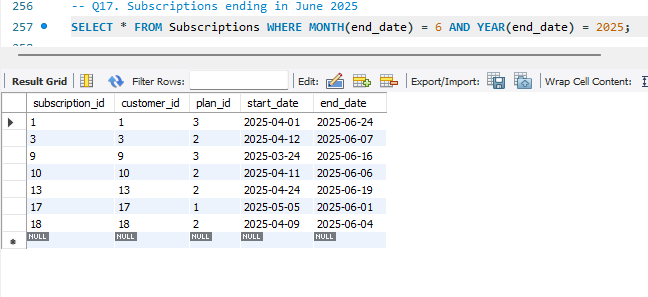 256 -- Q17. Subscriptions ending in June 2025
257 SELECT * FROM Subscriptions WHERE MONTH(end_date) = 6 AND YEAR(end_date) = 2025;
Result Grid Filter Rows: Edit: Export/Import: Wrap Cell Content:
subscription_id customer_id plan_id start_date end_date
1 1 3 2025-04-01 2025-06-24
3 3 2 2025-04-12 2025-06-07
9 9 3 2025-03-24 2025-06-16
10 10 2 2025-04-11 2025-06-06
13 13 2 2025-04-24 2025-06-19
17 17 1 2025-05-05 2025-06-01
18 18 2 2025-04-09 2025-06-04
NULL NULL NULL NULL NULL